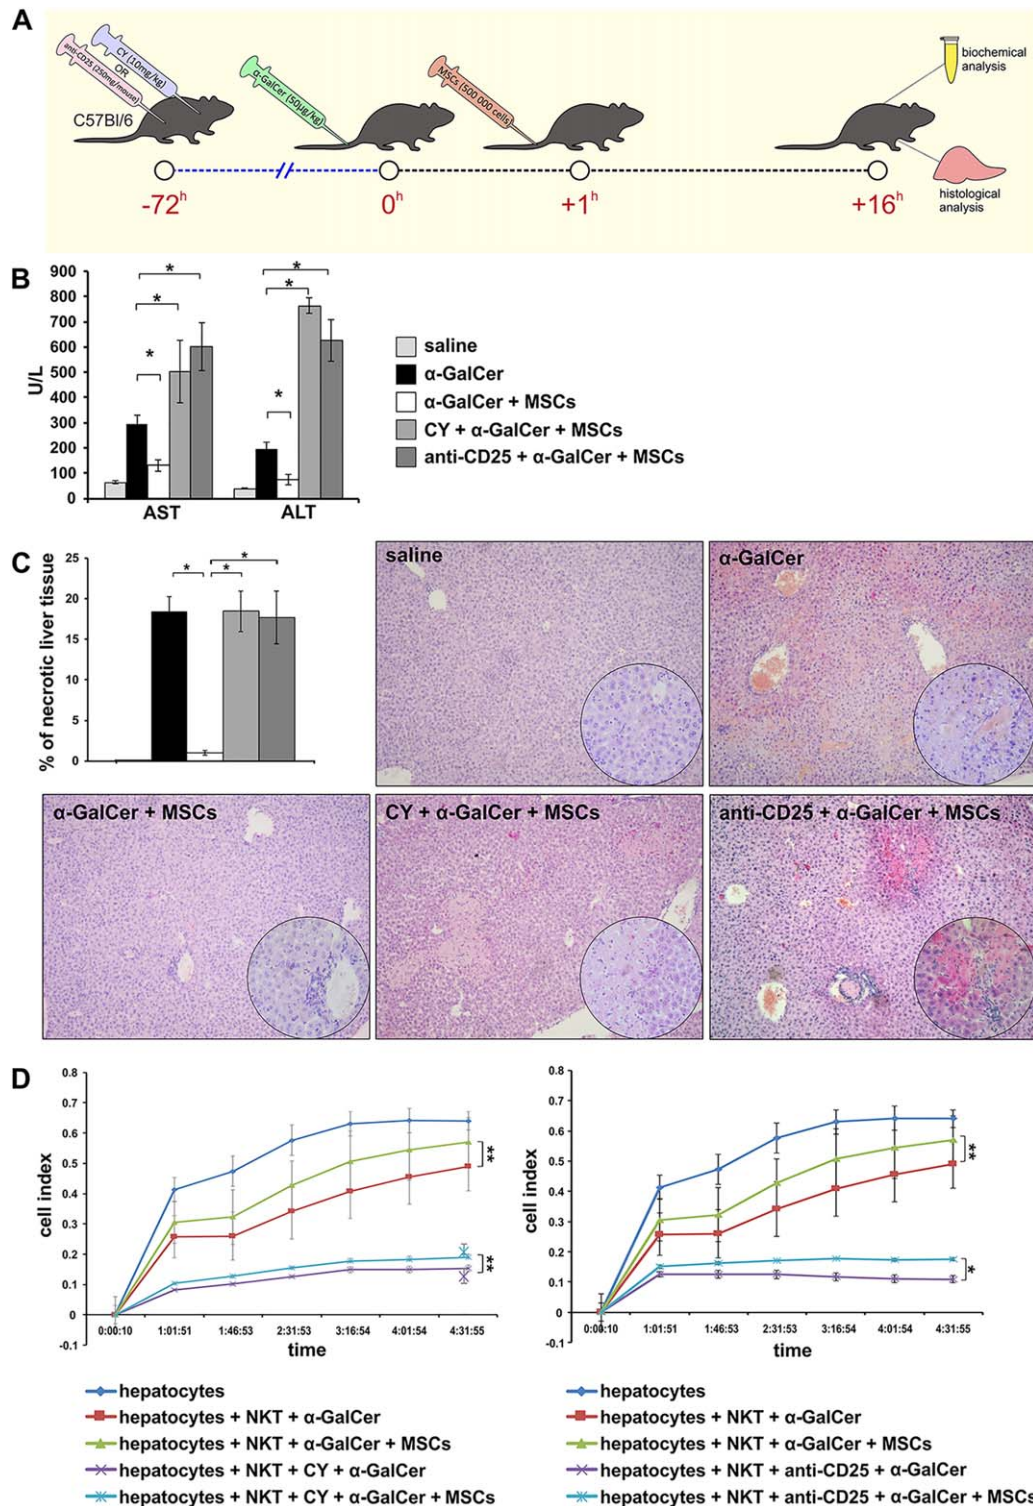 A
anti-CD25 (250mg/mouse)
CY (10mg/kg)
OR
C57Bl/6
α-GalCer (50µg/kg)
MSCs (500 000 cells)
biochemical
analysis
histological
analysis
-72h
0h
+1h
+16h
B
900
800
700
600
500
400
300
200
100
0
U/L
* * * * * *
AST
ALT
saline
α-GalCer
α-GalCer + MSCs
CY + α-GalCer + MSCs
anti-CD25 + α-GalCer + MSCs
C
25
20
15
10
5
0
% of necrotic liver tissue
* * *
saline
α-GalCer
α-GalCer + MSCs
CY + α-GalCer + MSCs
anti-CD25 + α-GalCer + MSCs
D
0.8
0.7
0.6
0.5
0.4
0.3
0.2
0.1
0
-0.1
cell index
**
**
0:00:10 1:01:51 1:46:53 2:31:53 3:16:54 4:01:54 4:31:55
time
hepatocytes
hepatocytes + NKT + α-GalCer
hepatocytes + NKT + α-GalCer + MSCs
hepatocytes + NKT + CY + α-GalCer
hepatocytes + NKT + CY + α-GalCer + MSCs
0.8
0.7
0.6
0.5
0.4
0.3
0.2
0.1
0
-0.1
cell index
**
*
0:00:10 1:01:51 1:46:53 2:31:53 3:16:54 4:01:54 4:31:55
time
hepatocytes
hepatocytes + NKT + α-GalCer
hepatocytes + NKT + α-GalCer + MSCs
hepatocytes + NKT + anti-CD25 + α-GalCer
hepatocytes + NKT + anti-CD25 + α-GalCer + MSCs